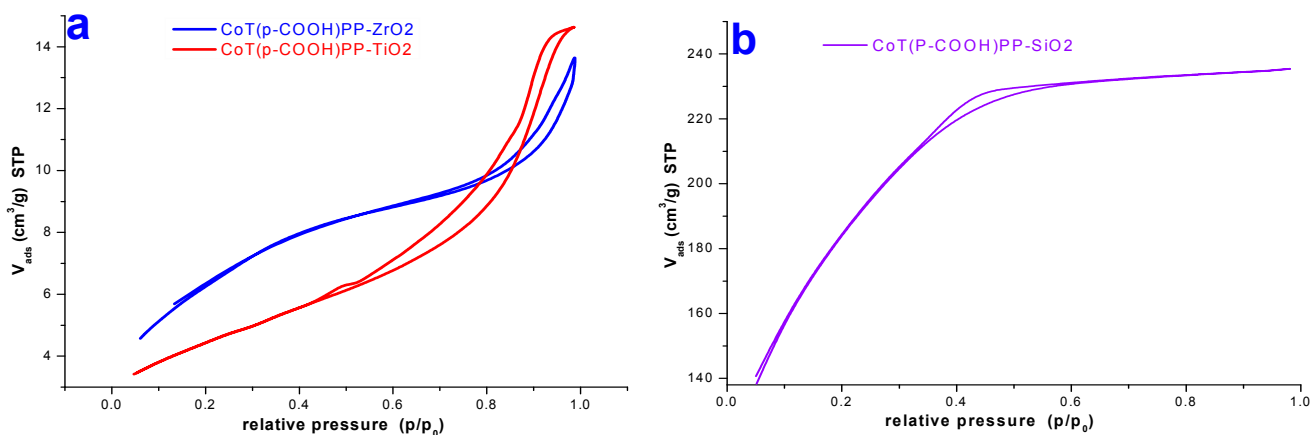 a
CoT(p-COOH)PP-ZrO2
CoT(p-COOH)PP-TiO2
14
12
10
8
6
4
V_ads (cm³/g) STP
0.0 0.2 0.4 0.6 0.8 1.0
relative pressure (p/p₀)
b
CoT(P-COOH)PP-SiO2
240
220
200
180
160
140
V_ads (cm³/g) STP
0.0 0.2 0.4 0.6 0.8 1.0
relative pressure (p/p₀)